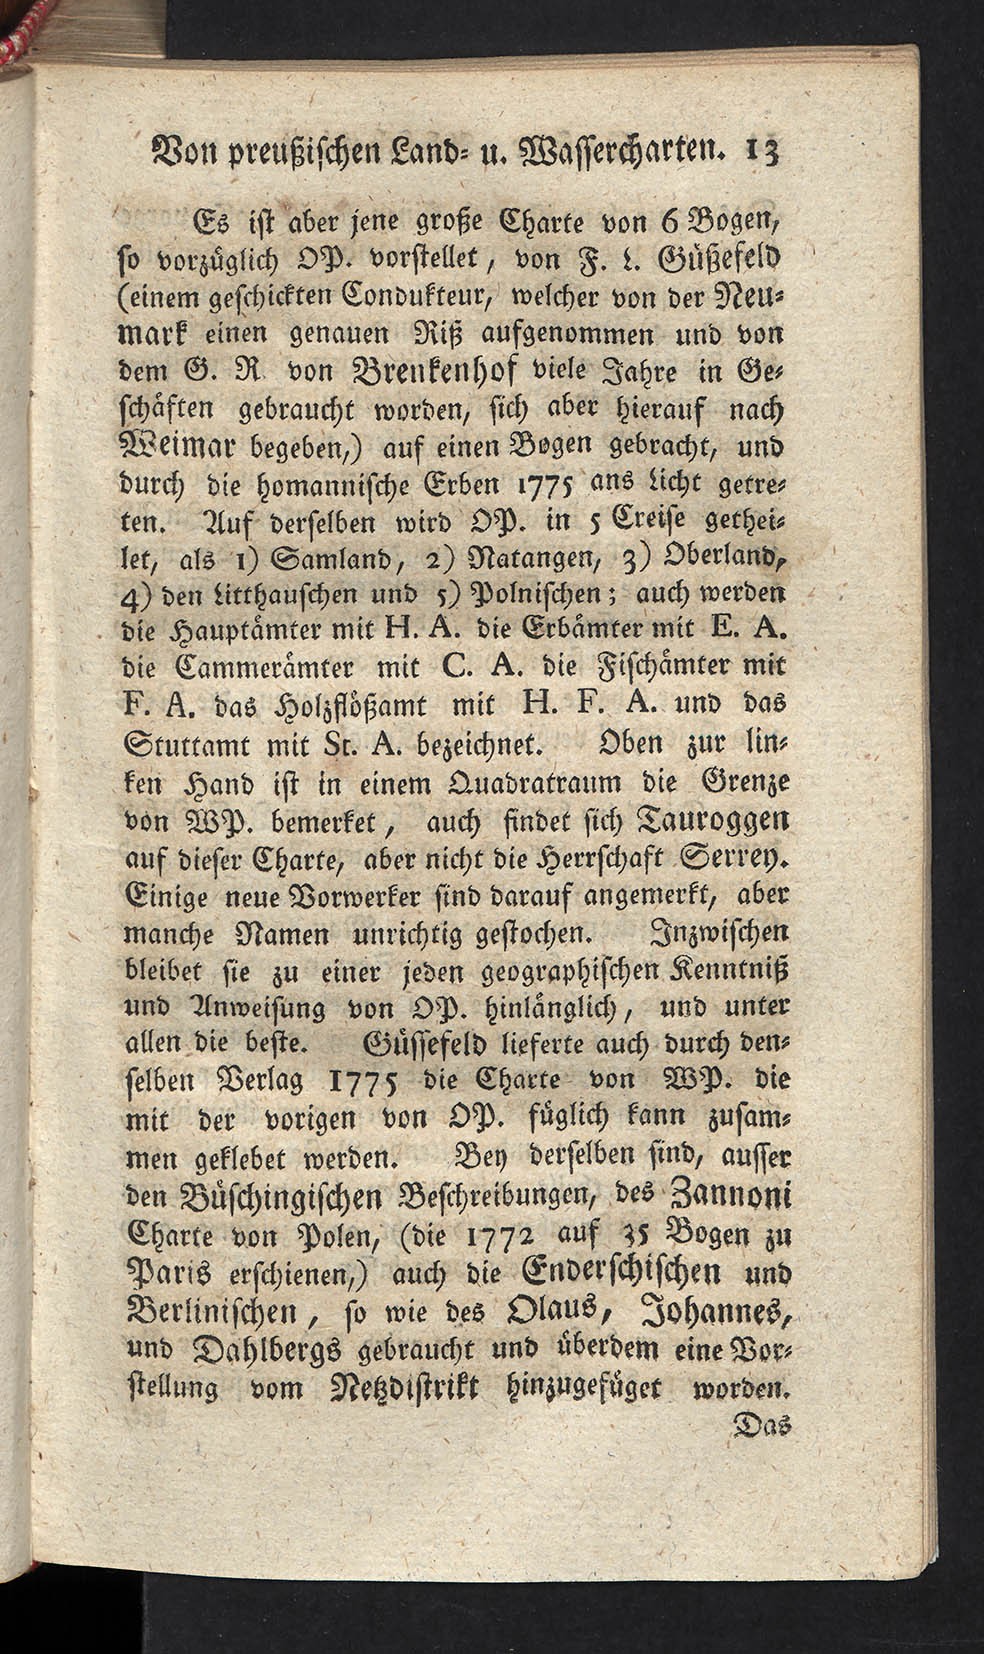 Von preußischen Land- u. Wassercharten. 13
Es ist aber jene große Charte von 6 Bogen,
so vorzüglich OP. vorstellet, von F. L. Güßefeld
(einem geschickten Condukteur, welcher von der Neu-
mark einen genauen Riß aufgenommen und von
dem G. R von Brenkenhof viele Jahre in Ge-
schäften gebraucht worden, sich aber hierauf nach
Weimar begeben,) auf einen Bogen gebracht, und
durch die homannische Erben 1775 ans Licht getre-
ten. Auf derselben wird OP. in 5 Creise gethei-
let, als 1) Samland, 2) Natangen, 3) Oberland,
4) den Litthauschen und 5) Polnischen; auch werden
die Hauptämter mit H. A. die Erbämter mit E. A.
die Cammerämter mit C. A. die Fischämter mit
F. A. das Holzflößamt mit H. F. A. und das
Stuttamt mit St. A. bezeichnet. Oben zur lin-
ken Hand ist in einem Quadratraum die Grenze
von WP. bemerket, auch findet sich Tauroggen
auf dieser Charte, aber nicht die Herrschaft Serrey.
Einige neue Vorwerker sind darauf angemerkt, aber
manche Namen unrichtig gestochen. Inzwischen
bleibet sie zu einer jeden geographischen Kenntniß
und Anweisung von OP. hinlänglich, und unter
allen die beste. Güssefeld lieferte auch durch den-
selben Verlag 1775 die Charte von WP. die
mit der vorigen von OP. füglich kann zusam-
men geklebet werden. Bey derselben sind, ausser
den Büschingischen Beschreibungen, des Zannoni
Charte von Polen, (die 1772 auf 35 Bogen zu
Paris erschienen,) auch die Enderschischen und
Berlinischen, so wie des Olaus, Johannes,
und Dahlbergs gebraucht und überdem eine Vor-
stellung vom Netzdistrikt hinzugefüget worden.
Das